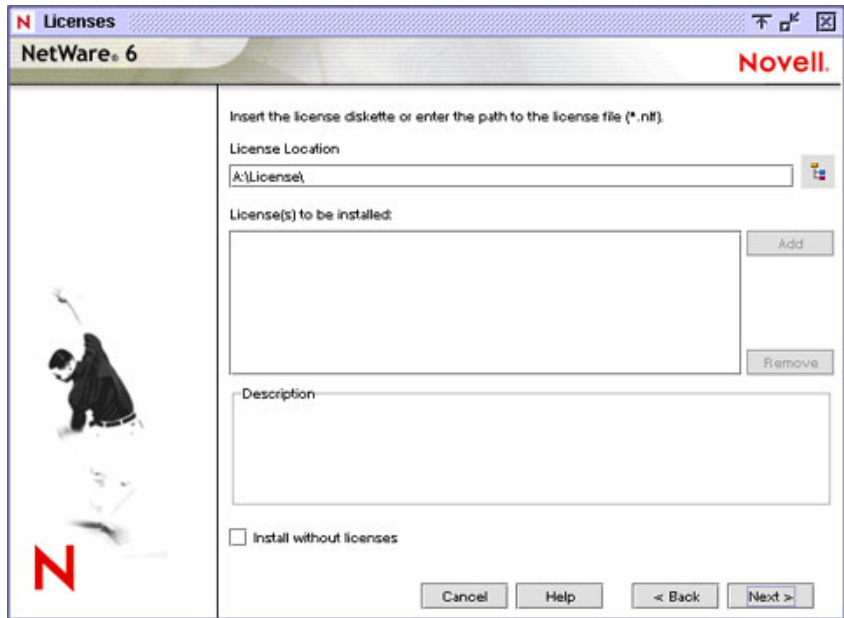 N Licenses
NetWare® 6
Novell.
Insert the license diskette or enter the path to the license file (*.nlf).
License Location
A:\License\
License(s) to be installed:
Add
Remove
Description
Install without licenses
N
Cancel Help < Back Next >